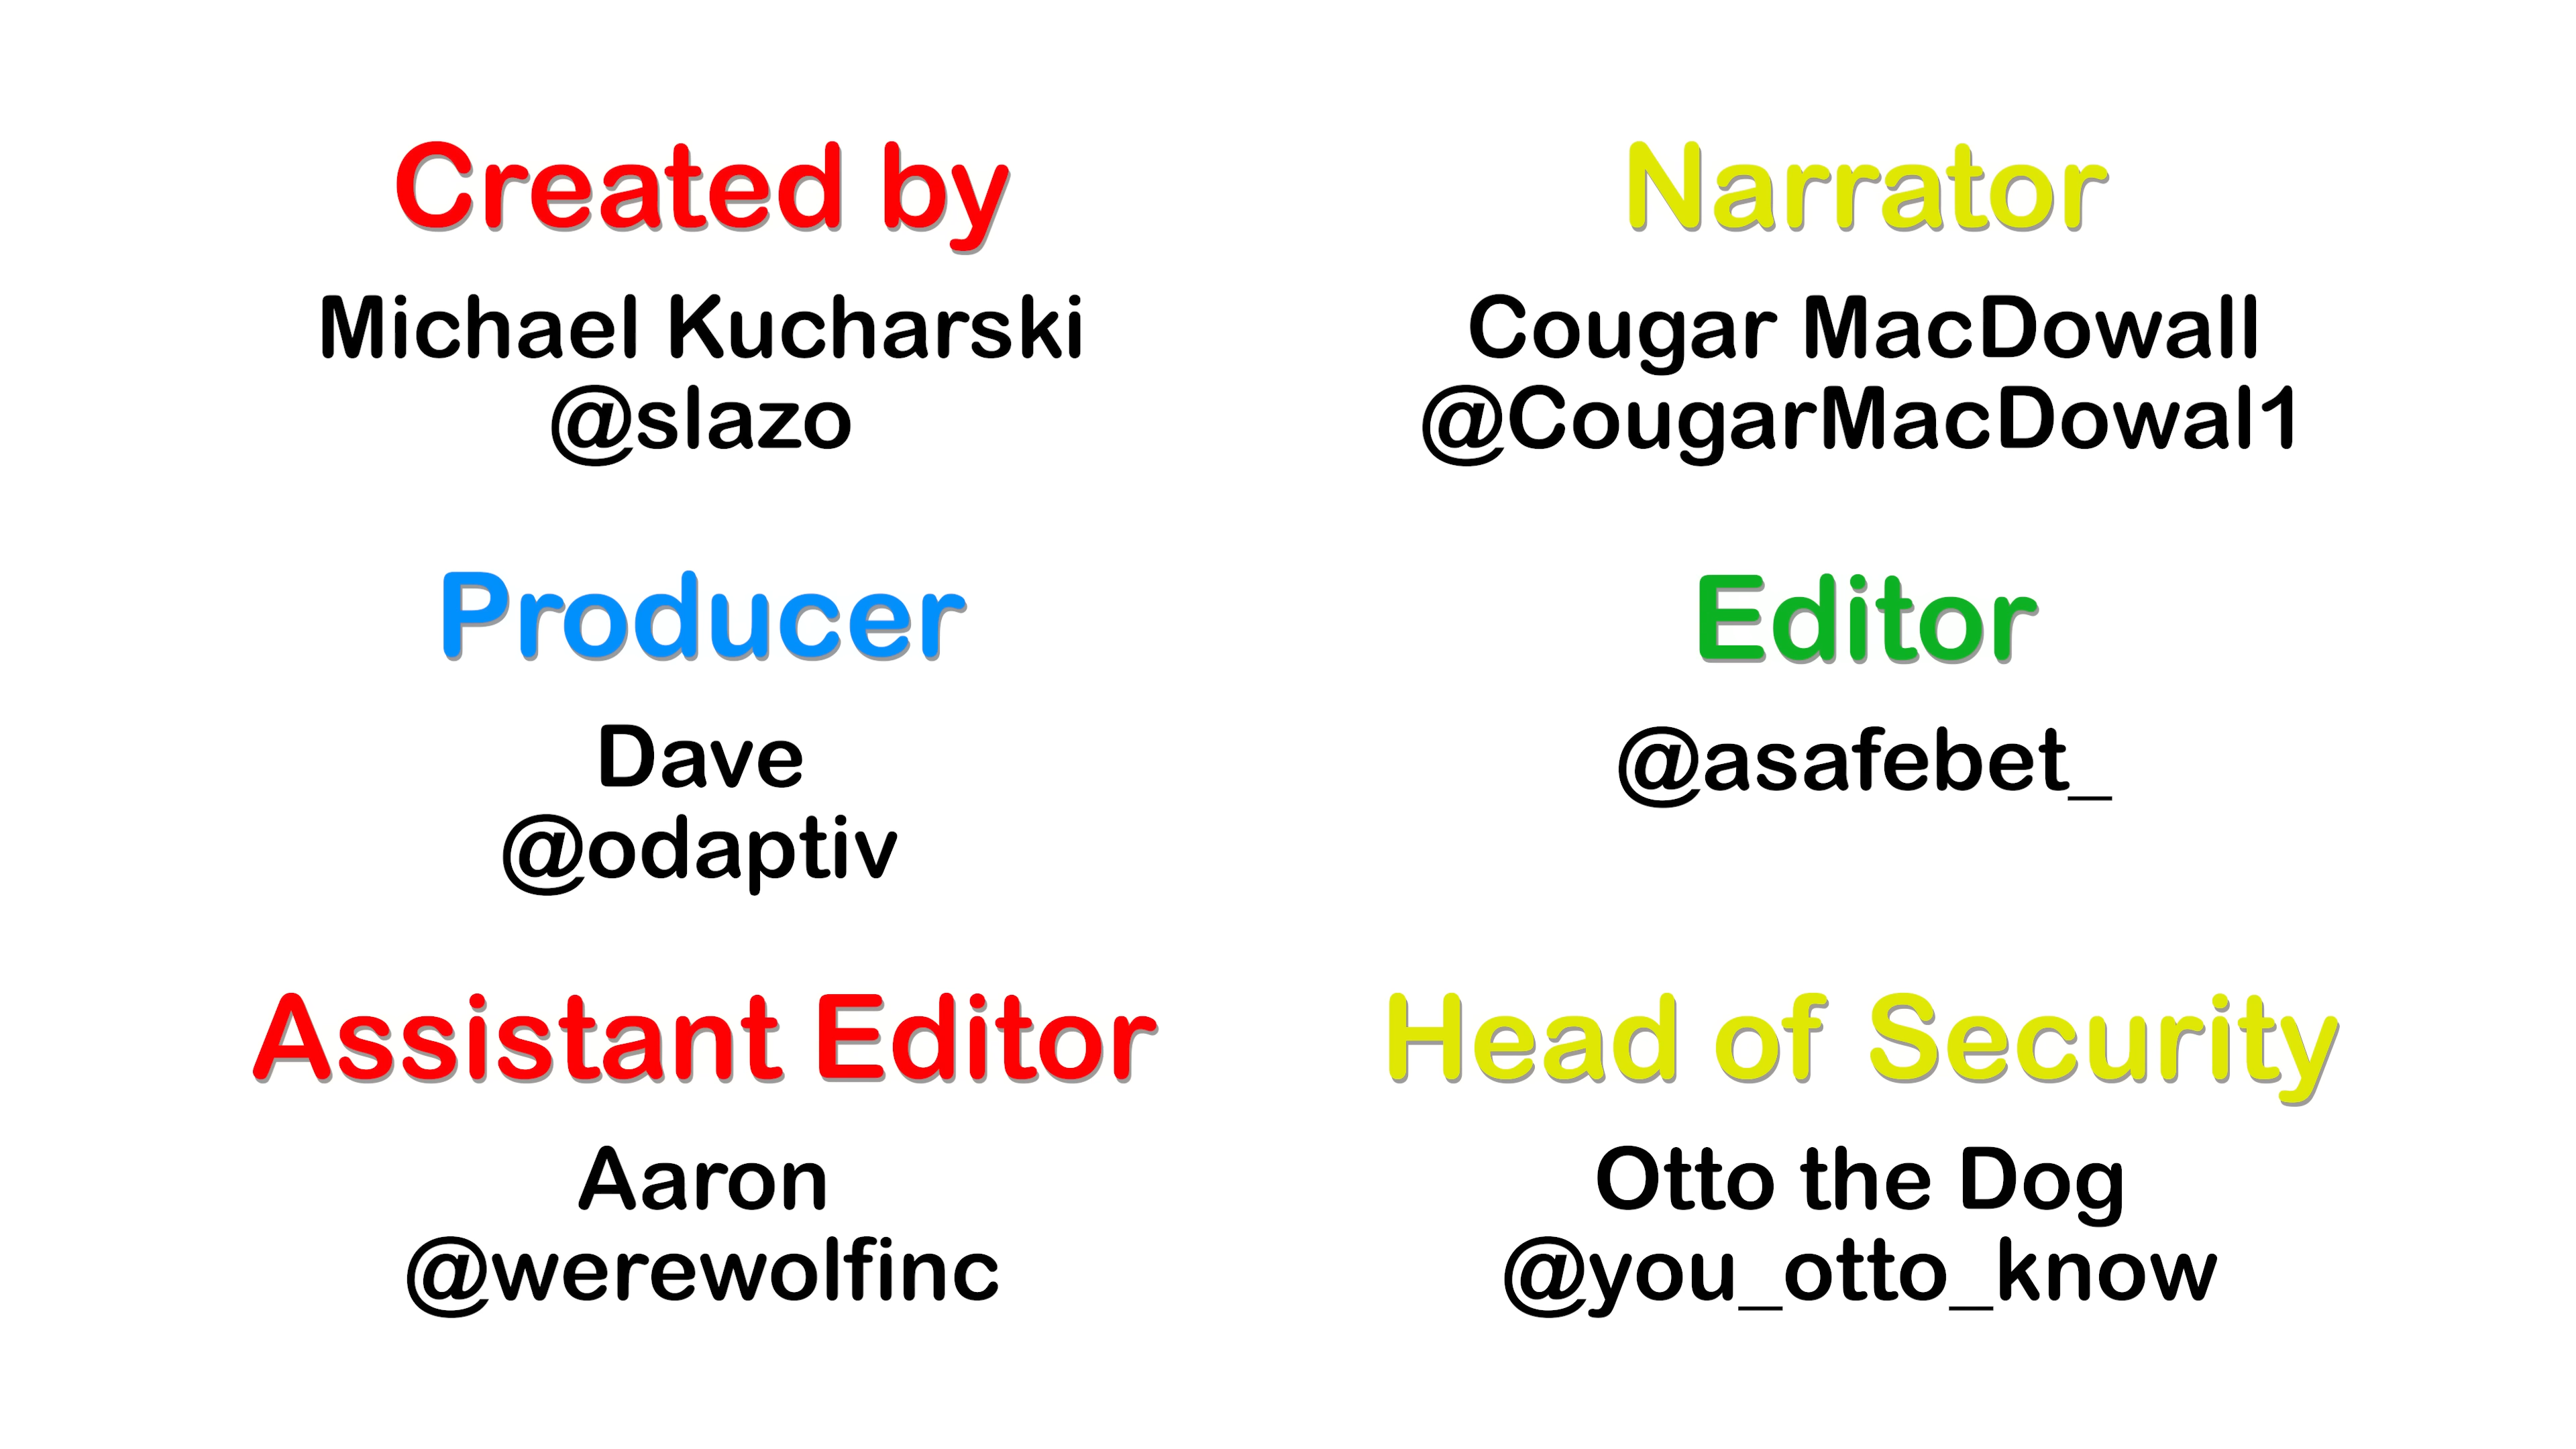 Created by
Michael Kucharski
@slazo
Narrator
Cougar MacDowall
@CougarMacDowal1
Producer
Dave
@odaptiv
Editor
@asafebet_
Assistant Editor
Aaron
@werewolfinc
Head of Security
Otto the Dog
@you_otto_know